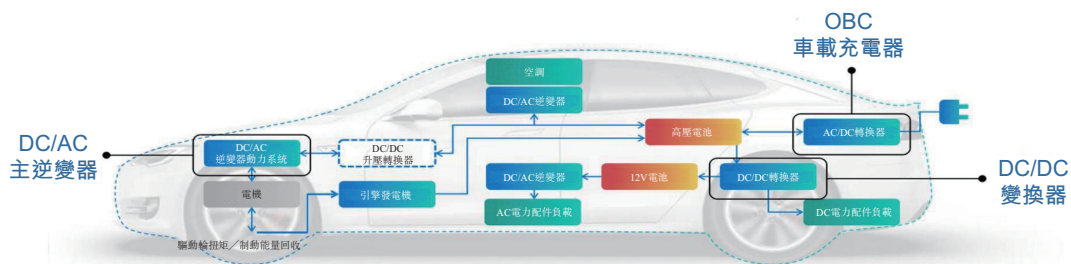 OBC
車載充電器
空調
DC/AC逆變器
高壓電池
AC/DC轉換器
DC/AC
主逆變器
DC/AC
逆變器動力系統
DC/DC
升壓轉換器
電機
引擎發電機
DC/AC逆變器
12V電池
DC/DC轉換器
DC/DC
變換器
AC電力配件負載
DC電力配件負載
驅動輪扭矩／制動能量回收